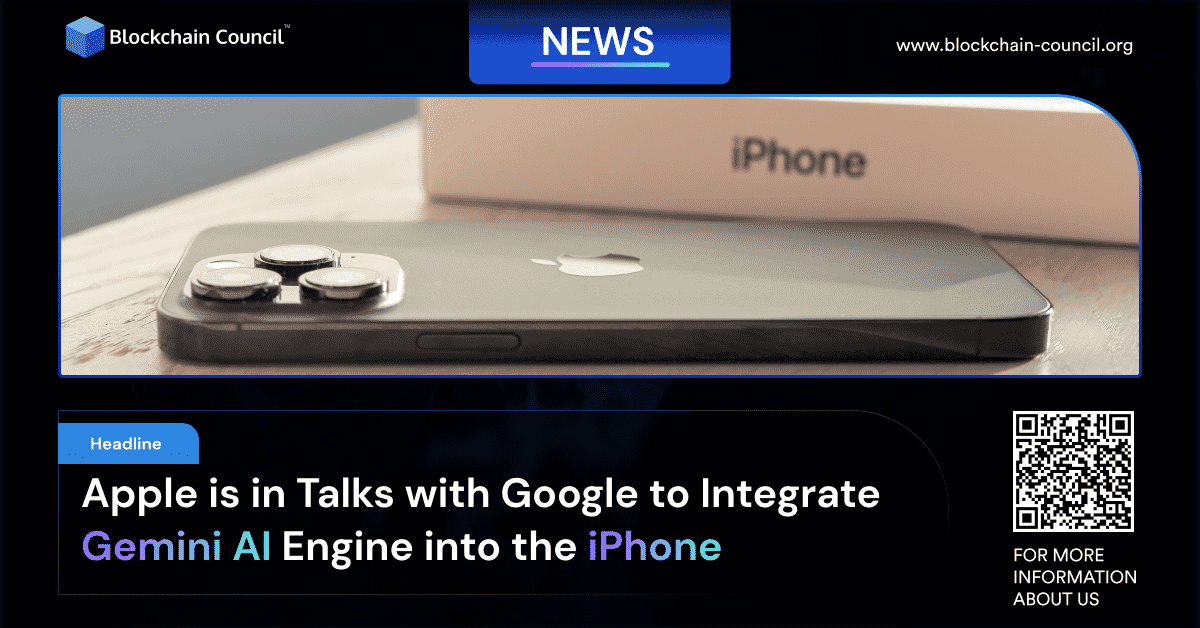 Blockchain Council™
NEWS
www.blockchain-council.org
iPhone
Headline
Apple is in Talks with Google to Integrate
Gemini AI Engine into the iPhone
FOR MORE
INFORMATION
ABOUT US